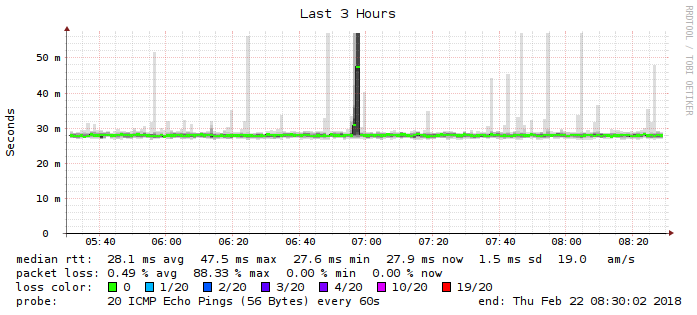 Last 3 Hours
RRDTOOL / TOBI OETIKER
Seconds
50 m
40 m
30 m
20 m
10 m
0
05:40 06:00 06:20 06:40 07:00 07:20 07:40 08:00 08:20
median rtt: 28.1 ms avg 47.5 ms max 27.6 ms min 27.9 ms now 1.5 ms sd 19.0 am/s
packet loss: 0.49 % avg 88.33 % max 0.00 % min 0.00 % now
loss color: 0 1/20 2/20 3/20 4/20 10/20 19/20
probe: 20 ICMP Echo Pings (56 Bytes) every 60s end: Thu Feb 22 08:30:02 2018